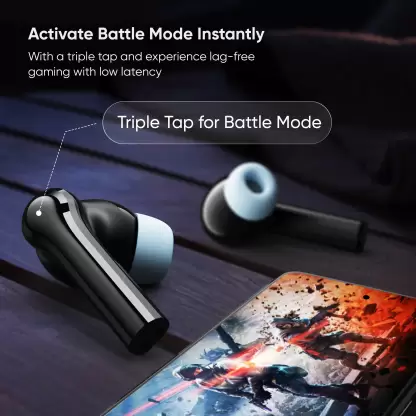 Activate Battle Mode Instantly
With a triple tap and experience lag-free
gaming with low latency
Triple Tap for Battle Mode